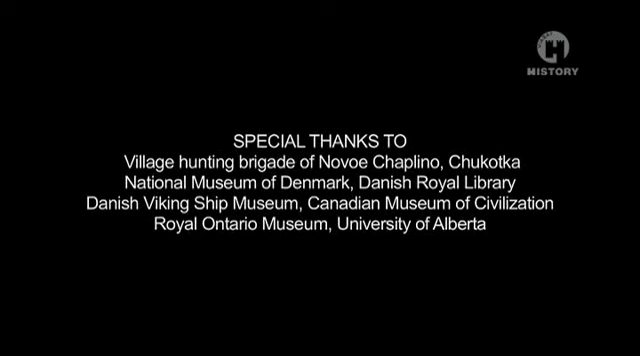 HISTORY
SPECIAL THANKS TO
Village hunting brigade of Novoe Chaplino, Chukotka
National Museum of Denmark, Danish Royal Library
Danish Viking Ship Museum, Canadian Museum of Civilization
Royal Ontario Museum, University of Alberta